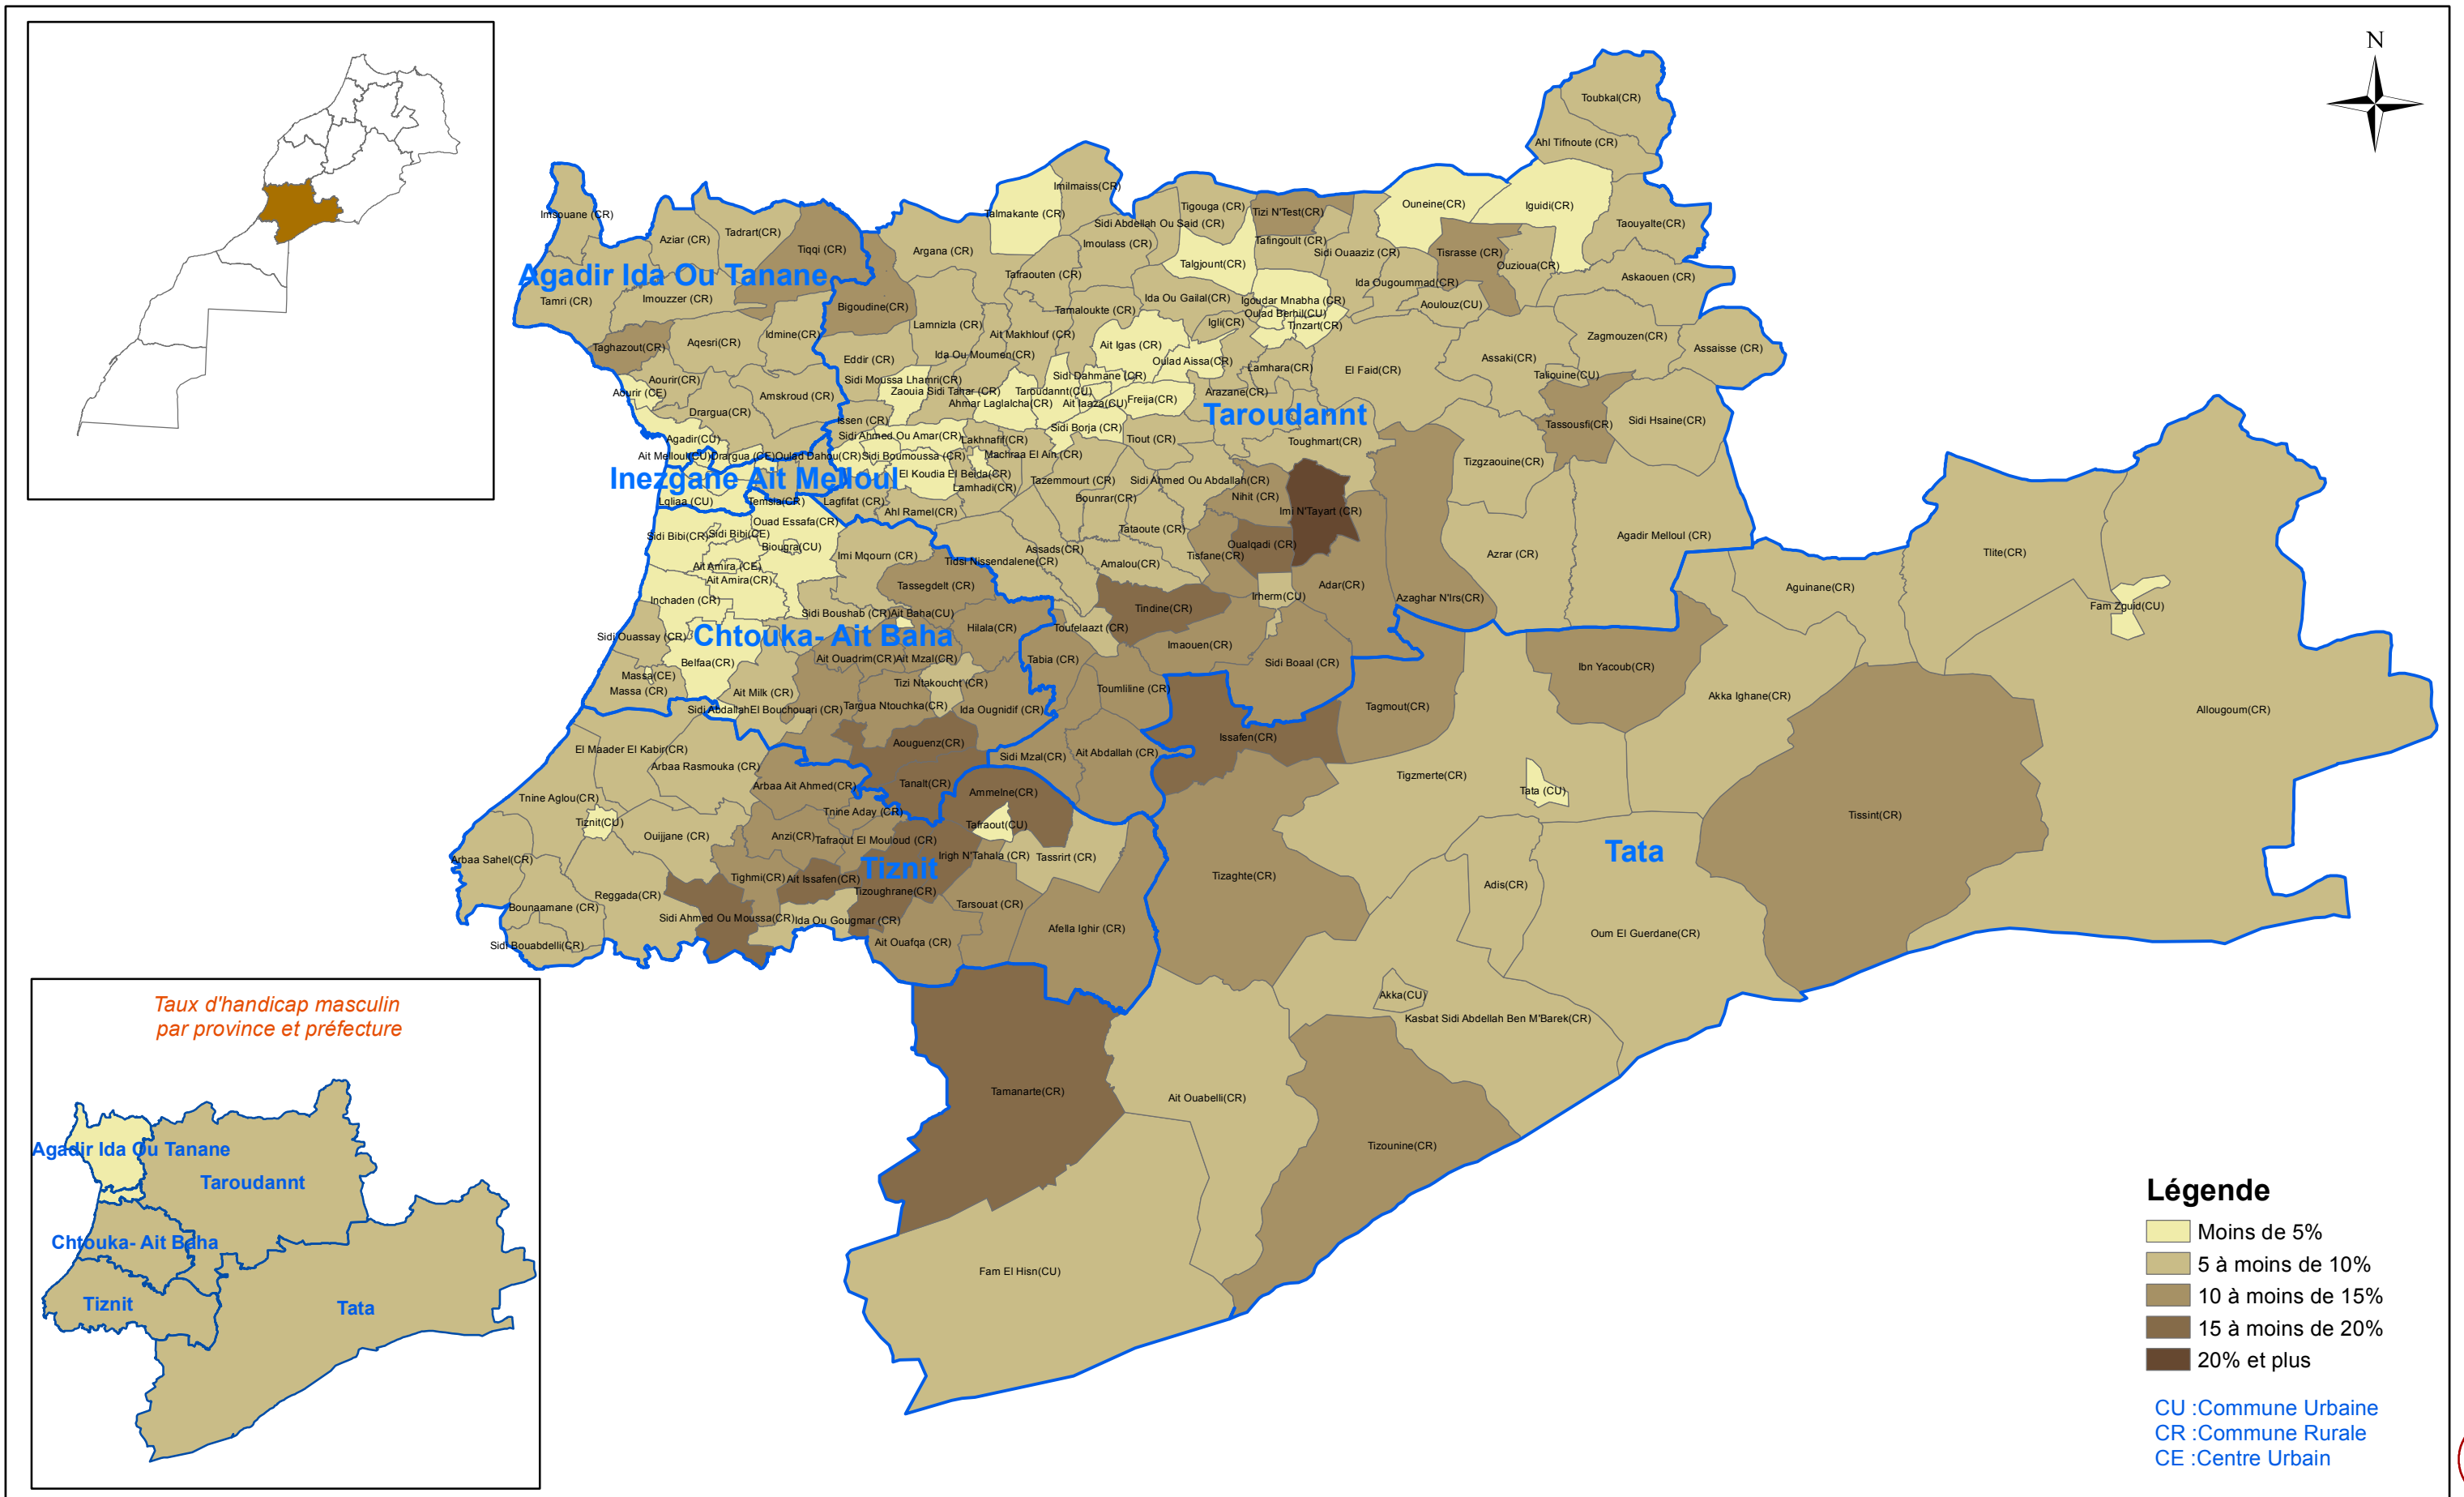 N
Toubkal(CR)
Ahl Tifnoute (CR)
Imilmaiss(CR)
Talmakante (CR)
Imsouane (CR)
Tigouga (CR)
Tizi N'Test(CR)
Ouneine(CR)
Iguidi(CR)
Sidi Abdellah Ou Said (CR)
Taouyalte(CR)
Aziar (CR)
Tadrart(CR)
Tiqqi (CR)
Argana (CR)
Imoulass (CR)
Tafingoult (CR)
Sidi Ouaaziz (CR)
Tisrasse (CR)
Talgjount(CR)
Ouzioua(CR)
Agadir Ida Ou Tanane
Tafraouten (CR)
Askaouen (CR)
Ida Ougoummad(CR)
Tamri (CR)
Imouzzer (CR)
Ida Ou Gailal(CR)
Igoudar Mnabha (CR)
Aoulouz(CU)
Bigoudine(CR)
Tamaloukte (CR)
Oulad Berhil(CU)
Lamnizla (CR)
Igli(CR)
Tinzart(CR)
Idmine(CR)
Ait Makhlouf (CR)
Zagmouzen(CR)
Taghazout(CR)
Aqesri(CR)
Ait Igas (CR)
Assaisse (CR)
Eddir (CR)
Ida Ou Moumen(CR)
Oulad Aissa(CR)
Assaki(CR)
Lamhara(CR)
El Faid(CR)
Aourir(CR)
Sidi Moussa Lhamri(CR)
Sidi Dahmane (CR)
Taliouine(CU)
Aourir (CE)
Amskroud (CR)
Zaouia Sidi Tahar (CR)
Taroudannt(CU)
Arazane(CR)
Ahmar Laglalcha(CR)
Ait Iaaza(CU)
Freija(CR)
Drargua(CR)
Taroudannt
Issen (CR)
Sidi Hsaine(CR)
Tassousfi(CR)
Sidi Borja (CR)
Agadir(CU)
Sidi Ahmed Ou Amar(CR)
Lakhnafif(CR)
Tiout (CR)
Toughmart(CR)
Ait Melloul(CU)
Drargua (CE)
Oulad Dahou(CR)
Sidi Boumoussa (CR)
Machraa El Ain (CR)
Tizgzaouine(CR)
Inezgane Ait Melloul
El Koudia El Beida(CR)
Tazemmourt (CR)
Sidi Ahmed Ou Abdallah(CR)
Lamhadi(CR)
Lqliaa (CU)
Temsia(CR)
Lagfifat (CR)
Bounrar(CR)
Nihit (CR)
Ahl Ramel(CR)
Imi N'Tayart (CR)
Ouad Essafa(CR)
Tataoute (CR)
Sidi Bibi(CR)
Sidi Bibi(CE)
Agadir Melloul (CR)
Biougra(CU)
Assads(CR)
Oualqadi (CR)
Imi Mqourn (CR)
Tisfane(CR)
Azrar (CR)
Tlite(CR)
Tidsi Nissendalene(CR)
Amalou(CR)
Ait Amira (CE)
Ait Amira(CR)
Tassegdelt (CR)
Adar(CR)
Aguinane(CR)
Inchaden (CR)
Irherm(CU)
Azaghar N'Irs(CR)
Tindine(CR)
Fam Zguid(CU)
Sidi Boushab (CR)
Ait Baha(CU)
Hilala(CR)
Toufelaazt (CR)
Sidi Ouassay (CR)
Chtouka- Ait Baha
Imaouen(CR)
Belfaa(CR)
Ait Ouadrim(CR)
Ait Mzal(CR)
Tabia (CR)
Sidi Boaal (CR)
Ibn Yacoub(CR)
Massa(CE)
Tizi Ntakoucht (CR)
Massa (CR)
Ait Milk (CR)
Toumliline (CR)
Akka Ighane(CR)
Sidi AbdallahEl Bouchouari (CR)
Targua Ntouchka(CR)
Ida Ougnidif (CR)
Tagmout(CR)
Allougoum(CR)
Issafen(CR)
El Maader El Kabir(CR)
Aouguenz(CR)
Sidi Mzal(CR)
Ait Abdallah (CR)
Arbaa Rasmouka (CR)
Tigzmerte(CR)
Arbaa Ait Ahmed(CR)
Tanalt(CR)
Ammelne(CR)
Tata (CU)
Tnine Aglou(CR)
Tnine Aday (CR)
Tissint(CR)
Tiznit(CU)
Tafraout(CU)
Ouijjane (CR)
Anzi(CR)
Tafraout El Mouloud (CR)
Tata
Irigh N'Tahala (CR)
Tassrirt (CR)
Arbaa Sahel(CR)
Tiznit
Tighmi(CR)
Ait Issafen(CR)
Tizaghte(CR)
Adis(CR)
Reggada(CR)
Tizoughrane(CR)
Tarsouat (CR)
Bounaamane (CR)
Sidi Ahmed Ou Moussa(CR)
Ida Ou Gougmar (CR)
Afella Ighir (CR)
Oum El Guerdane(CR)
Sidi Bouabdelli(CR)
Ait Ouafqa (CR)
Akka(CU)
Kasbat Sidi Abdellah Ben M'Barek(CR)
Tamanarte(CR)
Ait Ouabelli(CR)
Tizounine(CR)
Fam El Hisn(CU)
Taux d'handicap masculin
par province et préfecture
Agadir Ida Ou Tanane
Taroudannt
Chtouka- Ait Baha
Tiznit
Tata
Légende
Moins de 5%
5 à moins de 10%
10 à moins de 15%
15 à moins de 20%
20% et plus
CU :Commune Urbaine
CR :Commune Rurale
CE :Centre Urbain